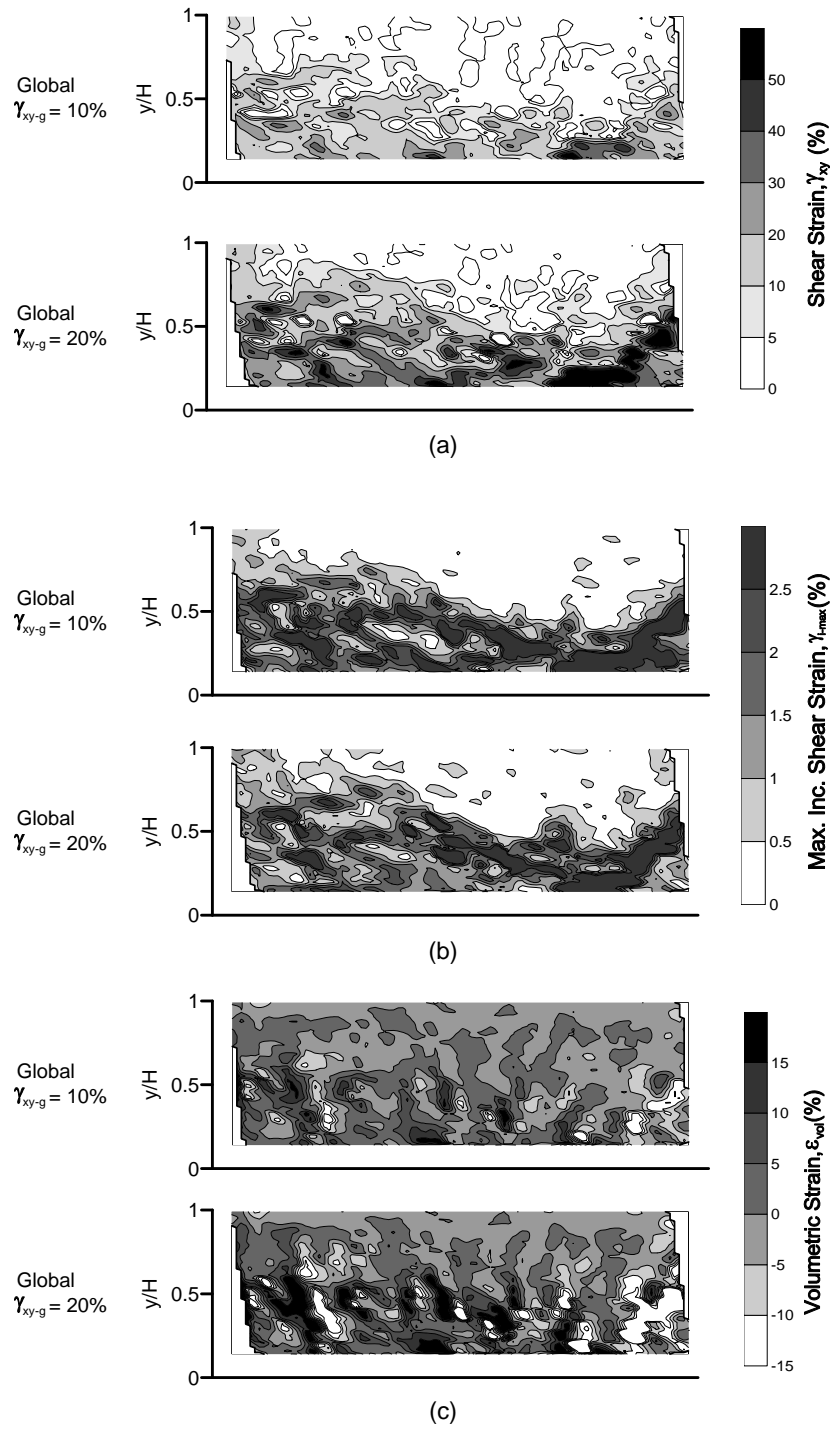 Global
γxy-g = 10%
y/H
1
0.5
0
Global
γxy-g = 20%
y/H
1
0.5
0
50
40
30
20
10
5
0
Shear Strain, γxy (%)
(a)
Global
γxy-g = 10%
y/H
1
0.5
0
Global
γxy-g = 20%
y/H
1
0.5
0
2.5
2
1.5
1
0.5
0
Max. Inc. Shear Strain, γi-max(%)
(b)
Global
γxy-g = 10%
y/H
1
0.5
0
Global
γxy-g = 20%
y/H
1
0.5
0
15
10
5
0
-5
-10
-15
Volumetric Strain, εvol(%)
(c)